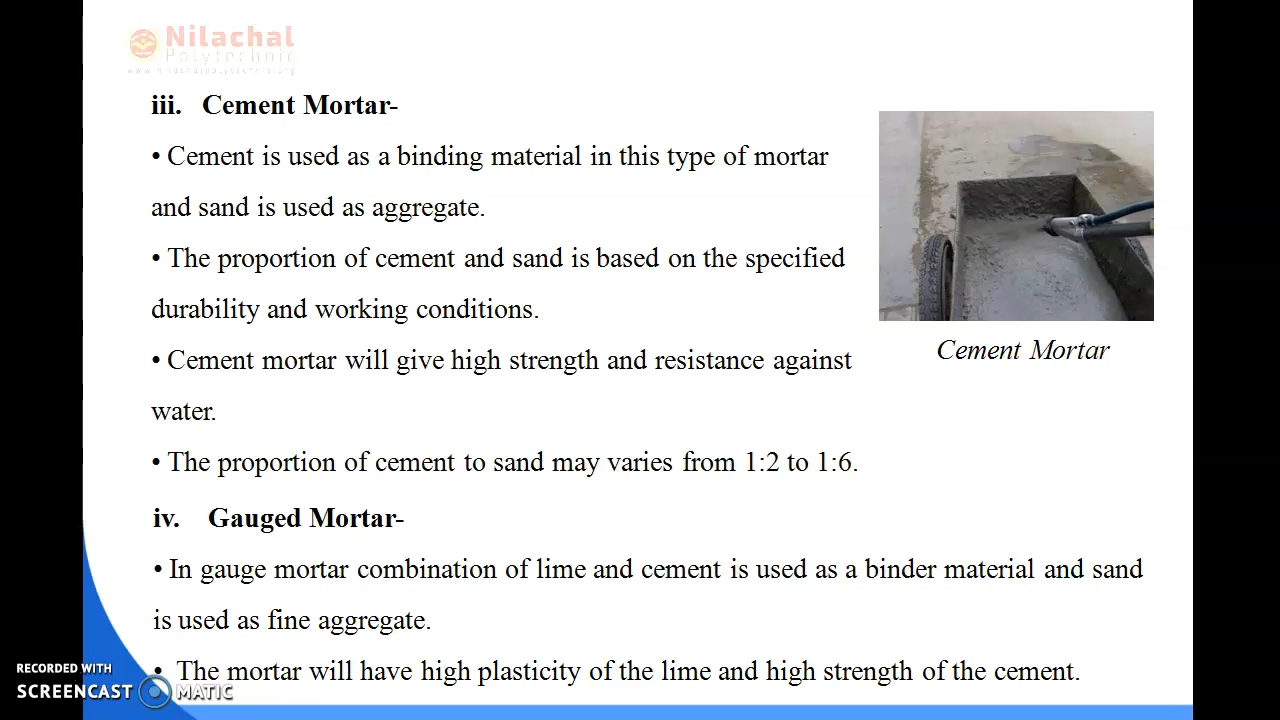 Nilachal
Polytechnic
iii. Cement Mortar-
• Cement is used as a binding material in this type of mortar
and sand is used as aggregate.
• The proportion of cement and sand is based on the specified
durability and working conditions.
• Cement mortar will give high strength and resistance against
water.
• The proportion of cement to sand may varies from 1:2 to 1:6.
Cement Mortar
iv. Gauged Mortar-
• In gauge mortar combination of lime and cement is used as a binder material and sand
is used as fine aggregate.
• The mortar will have high plasticity of the lime and high strength of the cement.
RECORDED WITH
SCREENCAST MATIC